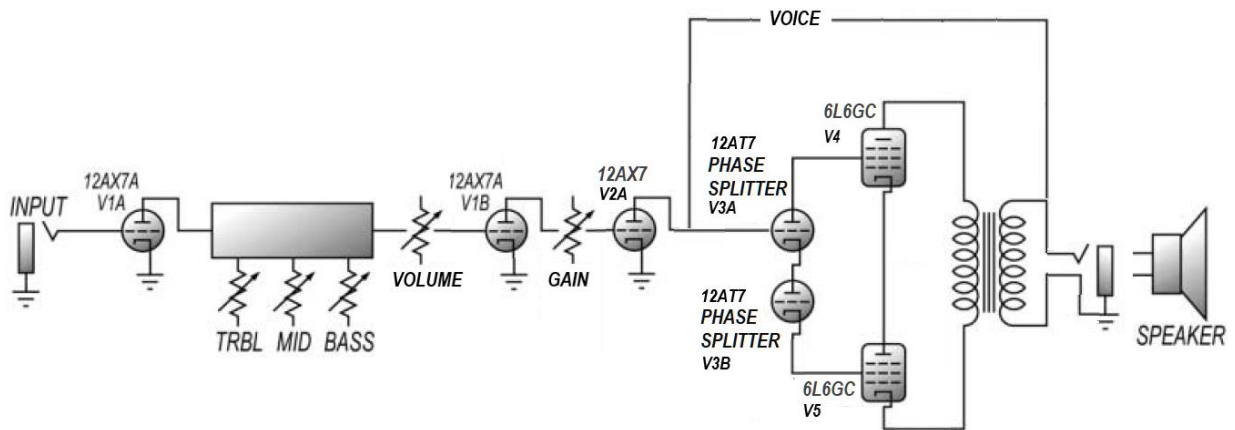 VOICE
6L6GC
V4
12AT7
PHASE
SPLITTER
V3A
12AX7A
V1A
12AX7A
V1B
12AX7
V2A
INPUT
VOLUME
GAIN
TRBL MID BASS
12AT7
PHASE
SPLITTER
V3B
6L6GC
V5
SPEAKER